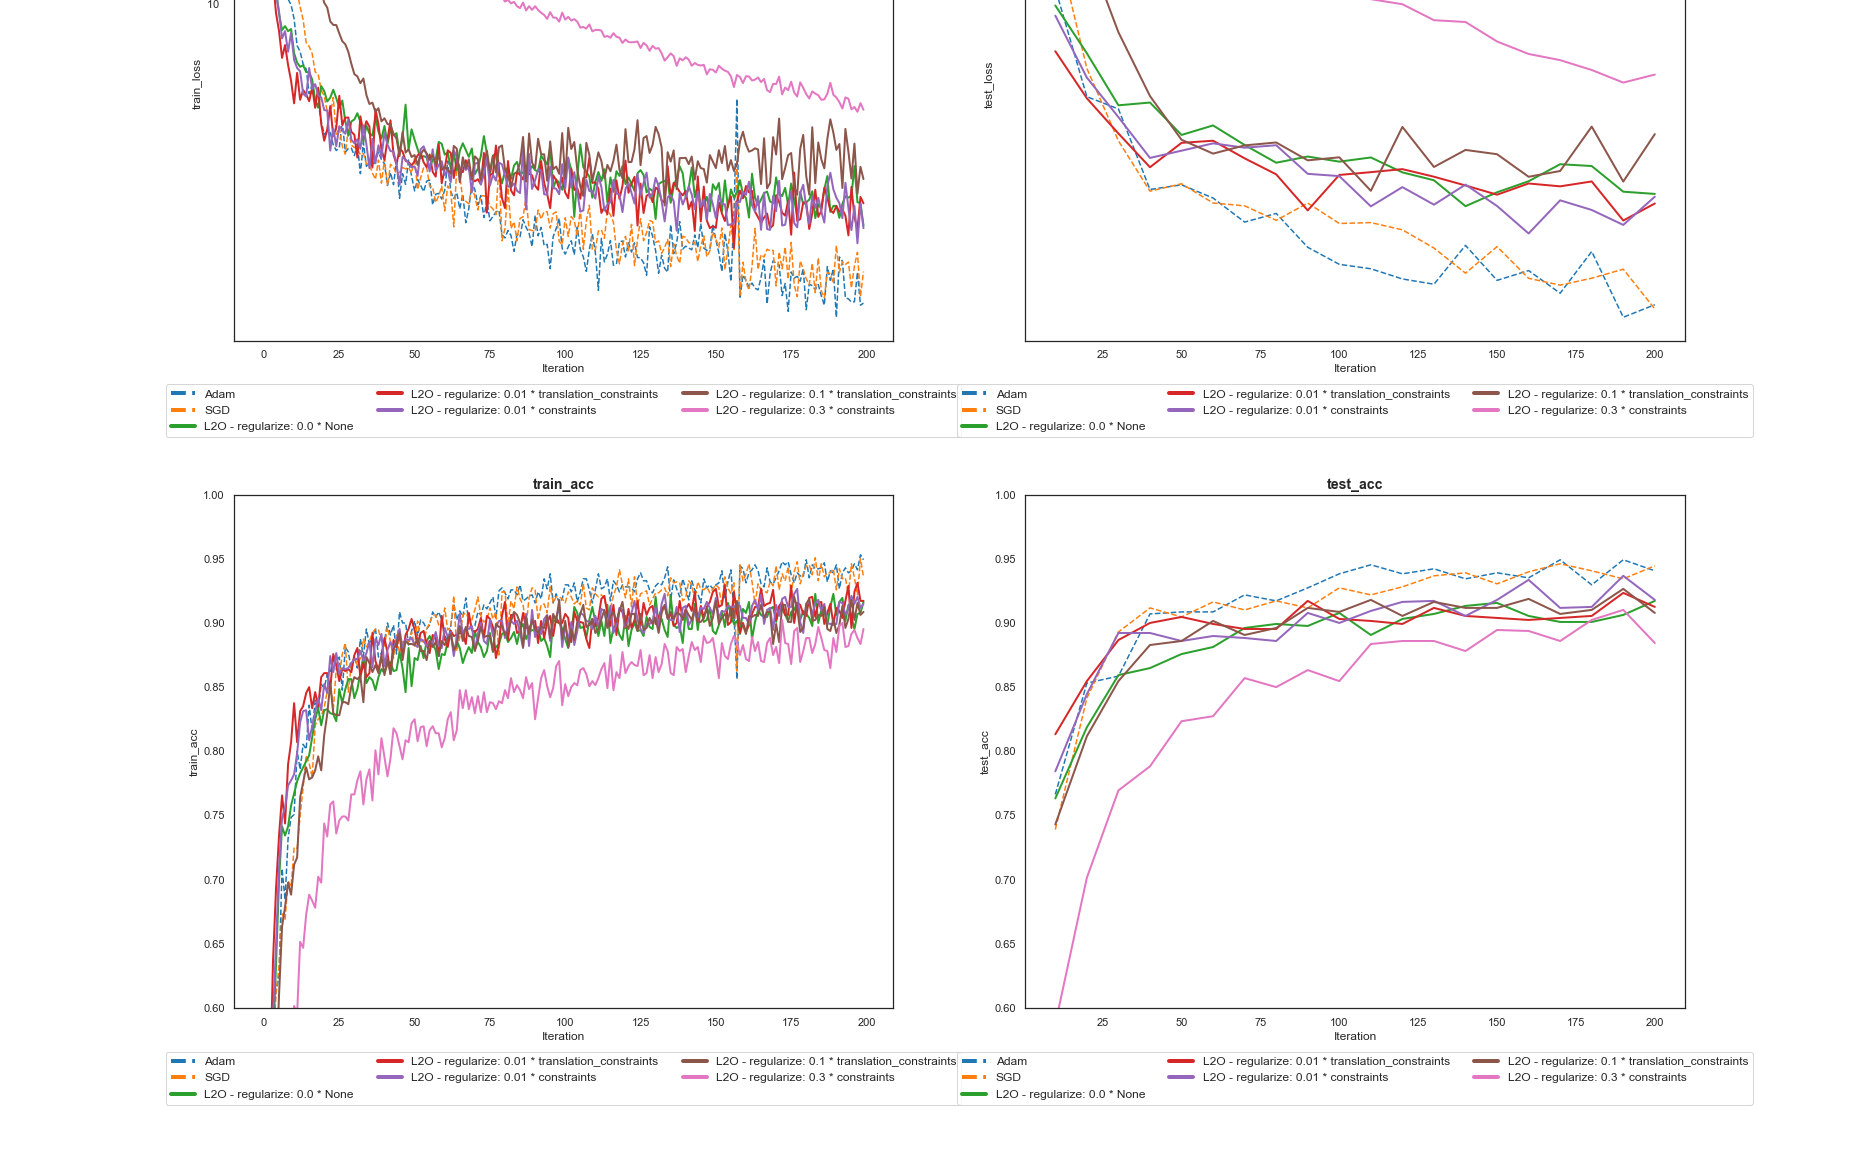 10
train_loss
0 25 50 75 100 125 150 175 200
Iteration
Adam
SGD
L2O - regularize: 0.0 * None
L2O - regularize: 0.01 * translation_constraints
L2O - regularize: 0.01 * constraints
L2O - regularize: 0.1 * translation_constraints
L2O - regularize: 0.3 * constraints
test_loss
25 50 75 100 125 150 175 200
Iteration
Adam
SGD
L2O - regularize: 0.0 * None
L2O - regularize: 0.01 * translation_constraints
L2O - regularize: 0.01 * constraints
L2O - regularize: 0.1 * translation_constraints
L2O - regularize: 0.3 * constraints
train_acc
1.00
0.95
0.90
0.85
0.80
0.75
0.70
0.65
0.60
train_acc
0 25 50 75 100 125 150 175 200
Iteration
Adam
SGD
L2O - regularize: 0.0 * None
L2O - regularize: 0.01 * translation_constraints
L2O - regularize: 0.01 * constraints
L2O - regularize: 0.1 * translation_constraints
L2O - regularize: 0.3 * constraints
test_acc
1.00
0.95
0.90
0.85
0.80
0.75
0.70
0.65
0.60
test_acc
25 50 75 100 125 150 175 200
Iteration
Adam
SGD
L2O - regularize: 0.0 * None
L2O - regularize: 0.01 * translation_constraints
L2O - regularize: 0.01 * constraints
L2O - regularize: 0.1 * translation_constraints
L2O - regularize: 0.3 * constraints